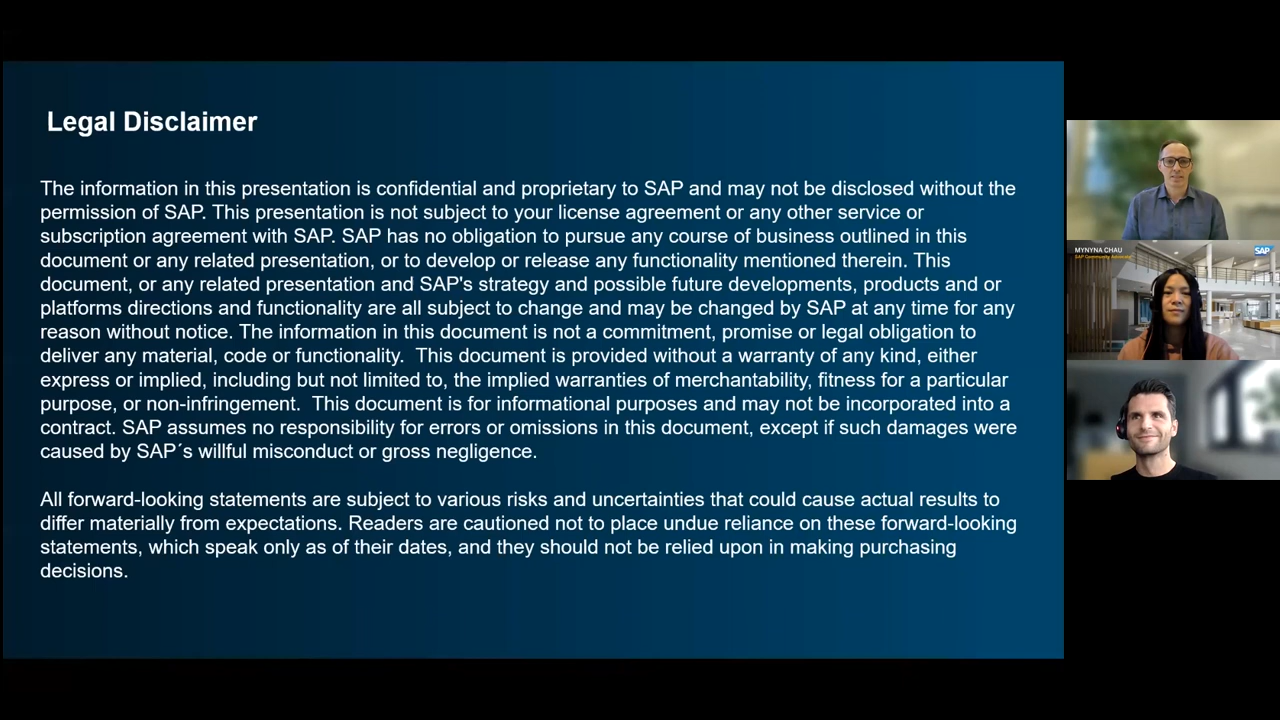 Legal Disclaimer
The information in this presentation is confidential and proprietary to SAP and may not be disclosed without the
permission of SAP. This presentation is not subject to your license agreement or any other service or
subscription agreement with SAP. SAP has no obligation to pursue any course of business outlined in this
document or any related presentation, or to develop or release any functionality mentioned therein. This
document, or any related presentation and SAP's strategy and possible future developments, products and or
platforms directions and functionality are all subject to change and may be changed by SAP at any time for any
reason without notice. The information in this document is not a commitment, promise or legal obligation to
deliver any material, code or functionality.  This document is provided without a warranty of any kind, either
express or implied, including but not limited to, the implied warranties of merchantability, fitness for a particular
purpose, or non-infringement.  This document is for informational purposes and may not be incorporated into a
contract. SAP assumes no responsibility for errors or omissions in this document, except if such damages were
caused by SAP´s willful misconduct or gross negligence.
All forward-looking statements are subject to various risks and uncertainties that could cause actual results to
differ materially from expectations. Readers are cautioned not to place undue reliance on these forward-looking
statements, which speak only as of their dates, and they should not be relied upon in making purchasing
decisions.
MYNYNA CHAU
SAP Community Advocate
SAP